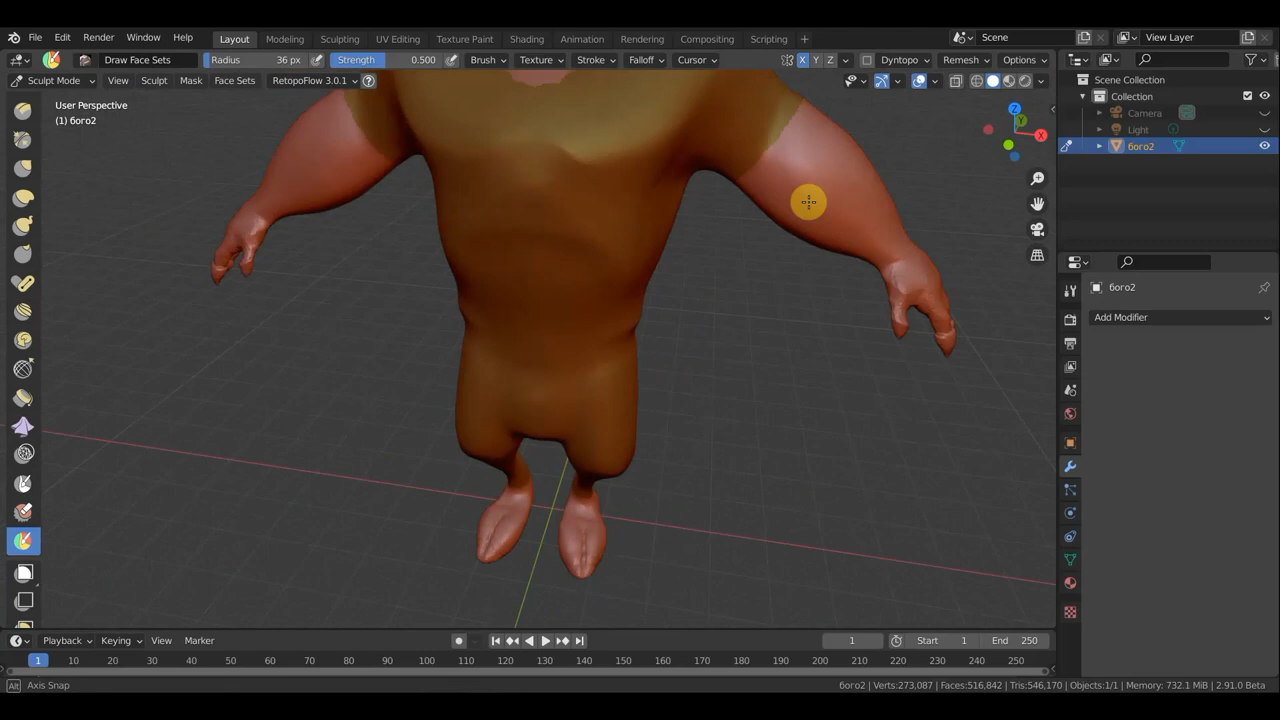 File Edit Render Window Help Layout Modeling Sculpting UV Editing Texture Paint Shading Animation Rendering Compositing Scripting + Scene View Layer
Draw Face Sets Radius 36 px Strength 0.500 Brush Texture Stroke Falloff Cursor X Y Z Dyntopo Remesh Options
Sculpt Mode View Sculpt Mask Face Sets RetopoFlow 3.0.1 ?
Scene Collection
Collection
Camera
Light
бого2
User Perspective
(1) бого2
Z
Y
X
бого2
Add Modifier
Playback Keying View Marker 1 Start 1 End 250
1 10 20 30 40 50 60 70 80 90 100 110 120 130 140 150 160 170 180 190 200 210 220 230 240 250
Alt Axis Snap бого2 | Verts:273,087 | Faces:516,842 | Tris:546,170 | Objects:1/1 | Memory: 732.1 MiB | 2.91.0 Beta